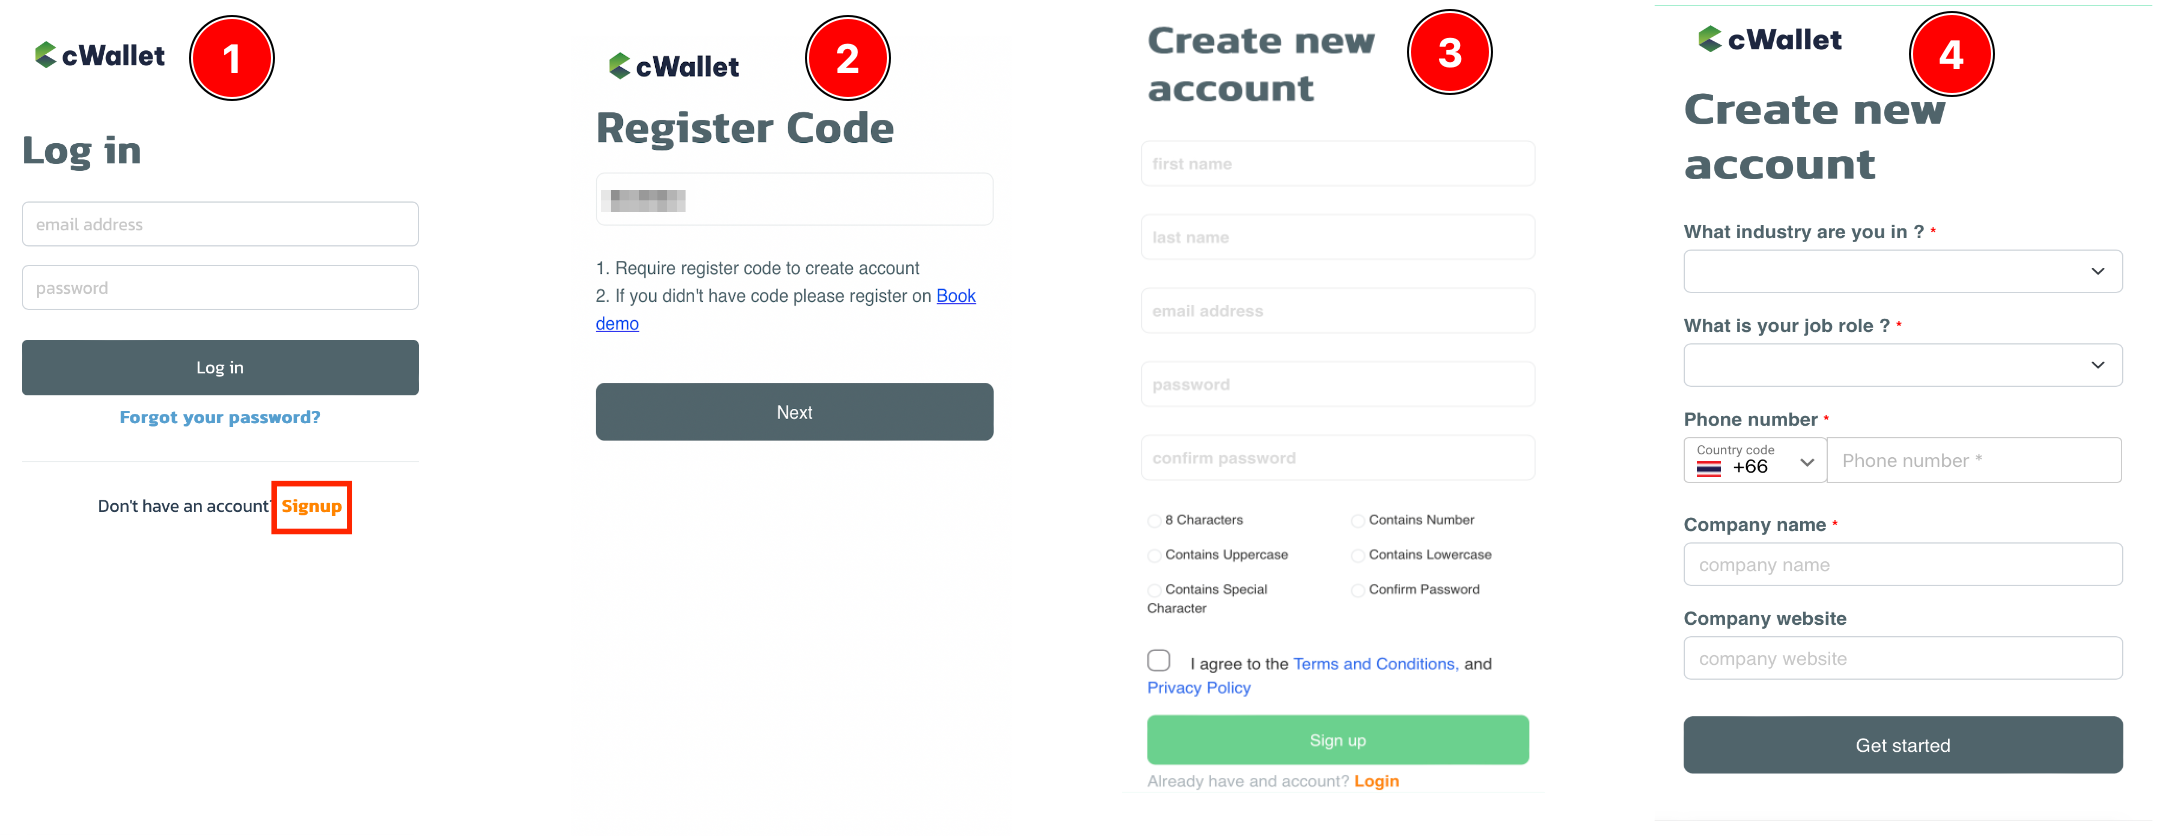 cWallet
1
Log in
email address
password
Log in
Forgot your password?
Don't have an account? Signup
cWallet
2
Register Code
1. Require register code to create account
2. If you didn't have code please register on Book
demo
Next
Create new
account
3
first name
last name
email address
password
confirm password
8 Characters
Contains Number
Contains Uppercase
Contains Lowercase
Contains Special
Character
Confirm Password
I agree to the Terms and Conditions, and
Privacy Policy
Sign up
Already have and account? Login
cWallet
4
Create new
account
What industry are you in ? *
What is your job role ? *
Phone number *
Country code
+66
Phone number *
Company name *
company name
Company website
company website
Get started